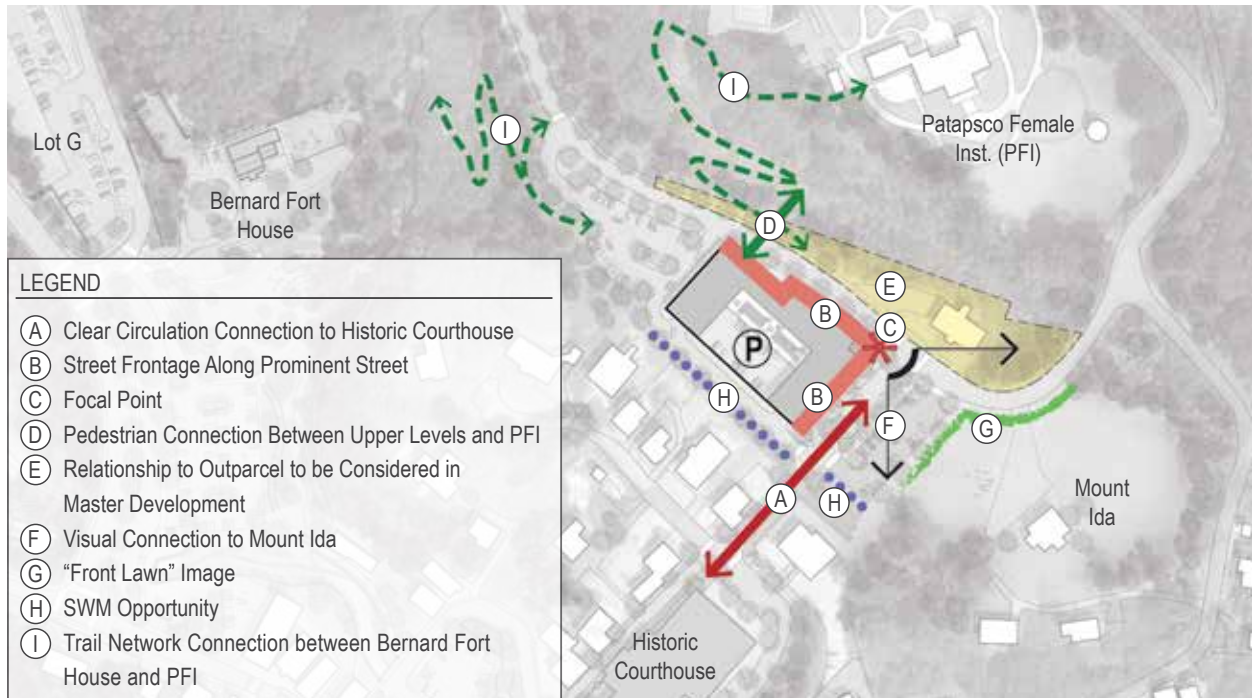 I
I
Lot G
Patapsco Female
Inst. (PFI)
Bernard Fort
House
D
LEGEND
A Clear Circulation Connection to Historic Courthouse
B Street Frontage Along Prominent Street
C Focal Point
D Pedestrian Connection Between Upper Levels and PFI
E Relationship to Outparcel to be Considered in
Master Development
F Visual Connection to Mount Ida
G “Front Lawn” Image
H SWM Opportunity
I Trail Network Connection between Bernard Fort
House and PFI
E
B
C
P
H
B
F
G
A
H
Mount
Ida
Historic
Courthouse